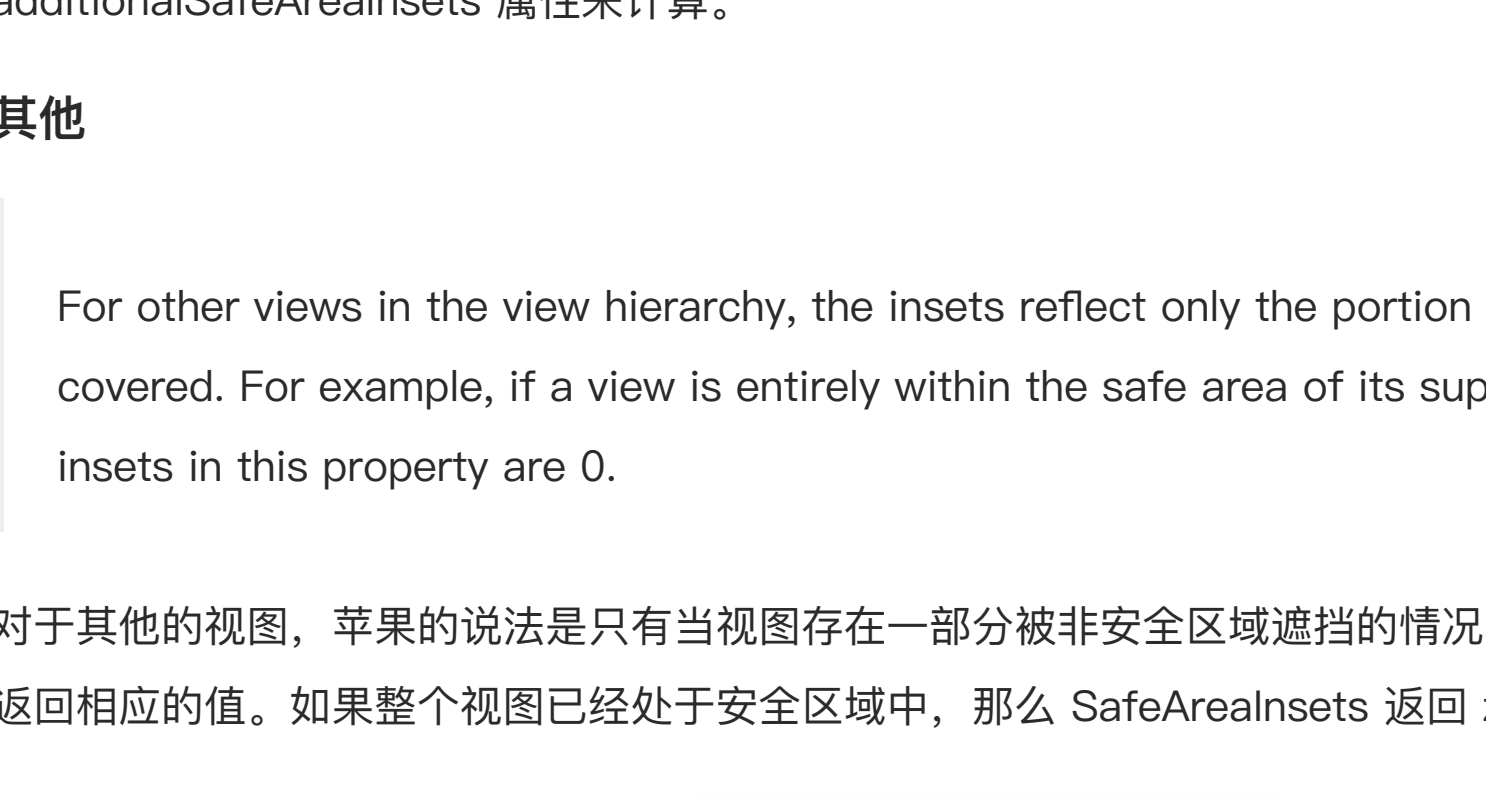 additionalSafeAreaInsets 属性来计算。
其他
For other views in the view hierarchy, the insets reflect only the portion
covered. For example, if a view is entirely within the safe area of its sup
insets in this property are 0.
对于其他的视图，苹果的说法是只有当视图存在一部分被非安全区域遮挡的情况
返回相应的值。如果整个视图已经处于安全区域中，那么 SafeAreaInsets 返回